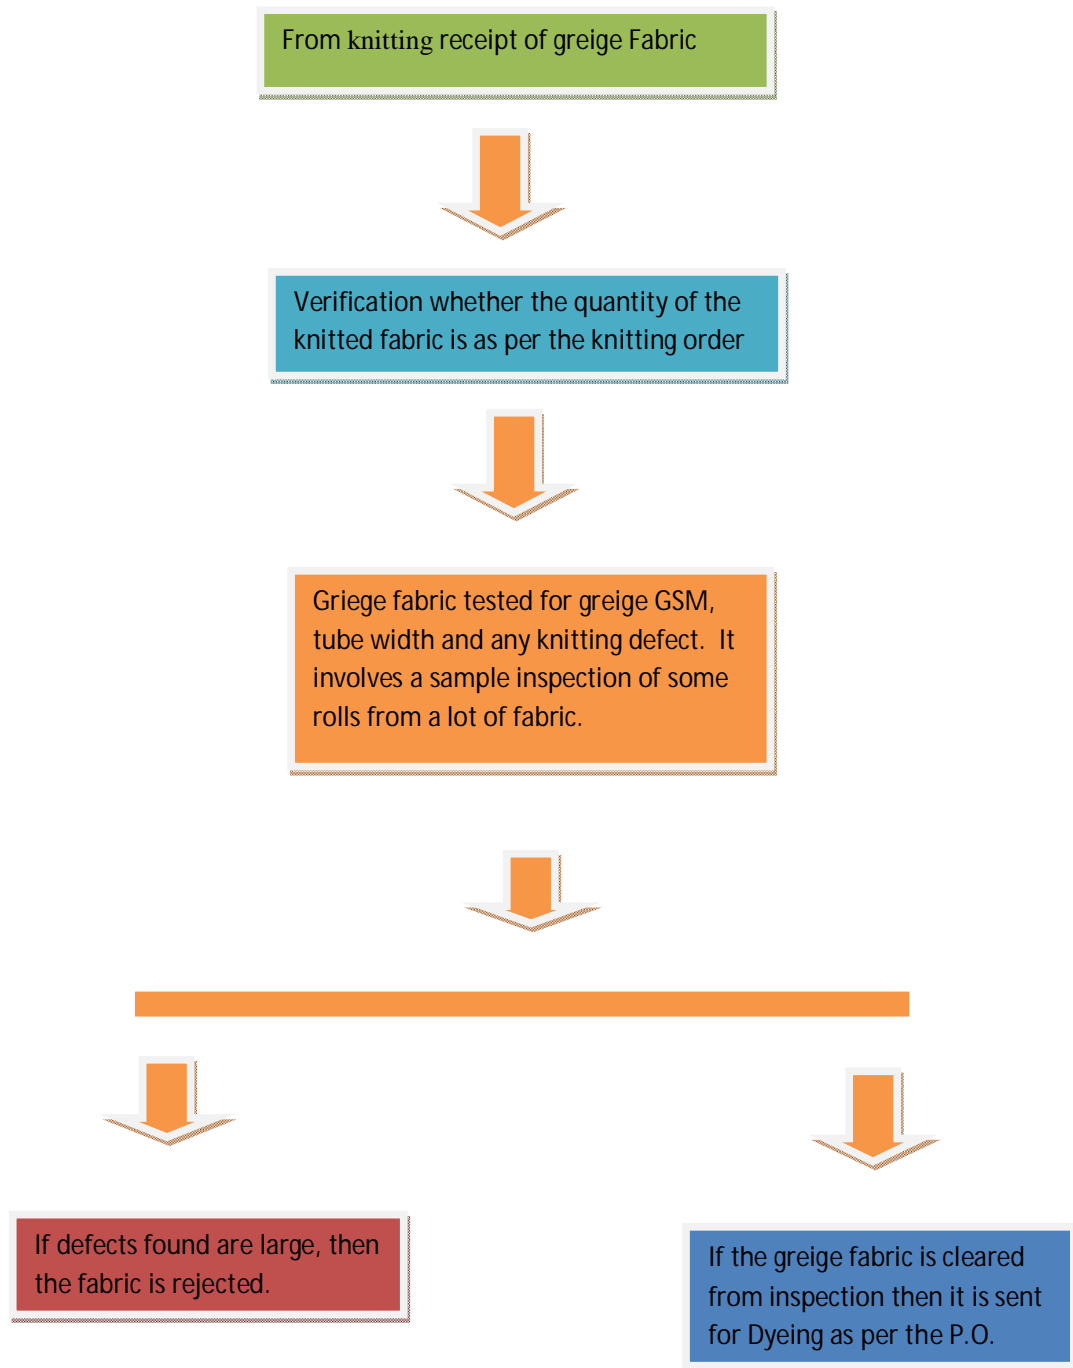 From knitting receipt of greige Fabric
Verification whether the quantity of the
knitted fabric is as per the knitting order
Griege fabric tested for greige GSM,
tube width and any knitting defect.  It
involves a sample inspection of some
rolls from a lot of fabric.
If defects found are large, then
the fabric is rejected.
If the greige fabric is cleared
from inspection then it is sent
for Dyeing as per the P.O.